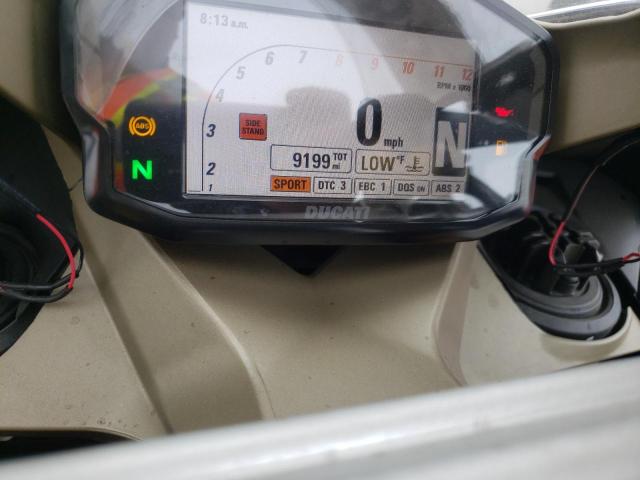 8:13 a.m.
5 6 7 8 9 10 11 12
4
RPM x 1000
3
SIDE STAND
0 mph
N
ABS
N
2
9199 TOT mi
LOW °F
1
SPORT
DTC 3
EBC 1
DQS ON
ABS 2
DUCATI